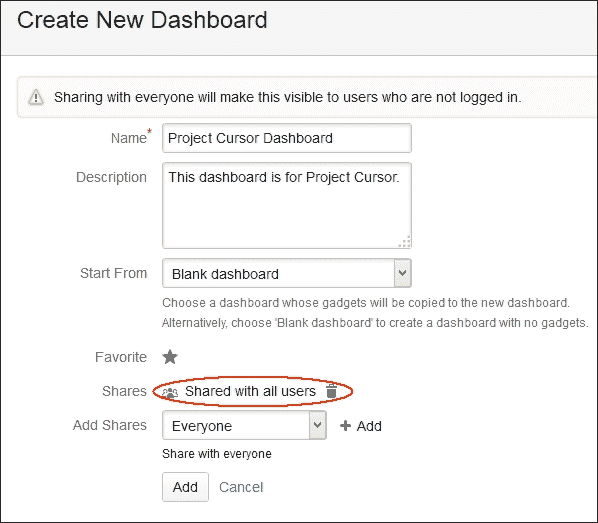 Create New Dashboard
Sharing with everyone will make this visible to users who are not logged in.
Name* Project Cursor Dashboard
Description This dashboard is for Project Cursor.
Start From Blank dashboard
Choose a dashboard whose gadgets will be copied to the new dashboard.
Alternatively, choose 'Blank dashboard' to create a dashboard with no gadgets.
Favorite
Shares Shared with all users
Add Shares Everyone + Add
Share with everyone
Add Cancel